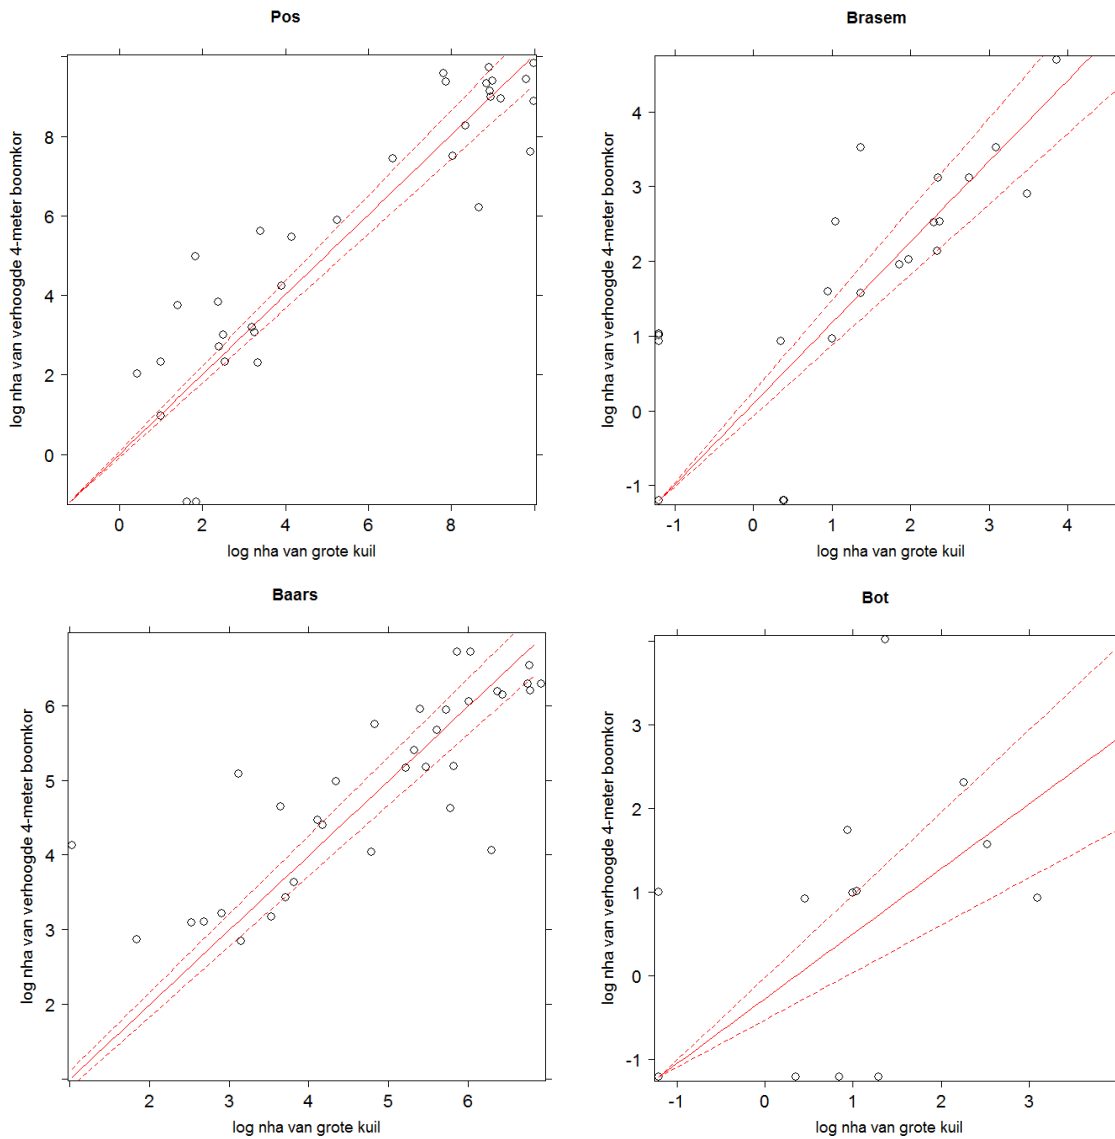 Pos
log nha van verhoogde 4-meter boomkor
8
6
4
2
0
0 2 4 6 8
log nha van grote kuil
Brasem
log nha van verhoogde 4-meter boomkor
4
3
2
1
0
-1
-1 0 1 2 3 4
log nha van grote kuil
Baars
log nha van verhoogde 4-meter boomkor
6
5
4
3
2
2 3 4 5 6
log nha van grote kuil
Bot
log nha van verhoogde 4-meter boomkor
3
2
1
0
-1
-1 0 1 2 3
log nha van grote kuil